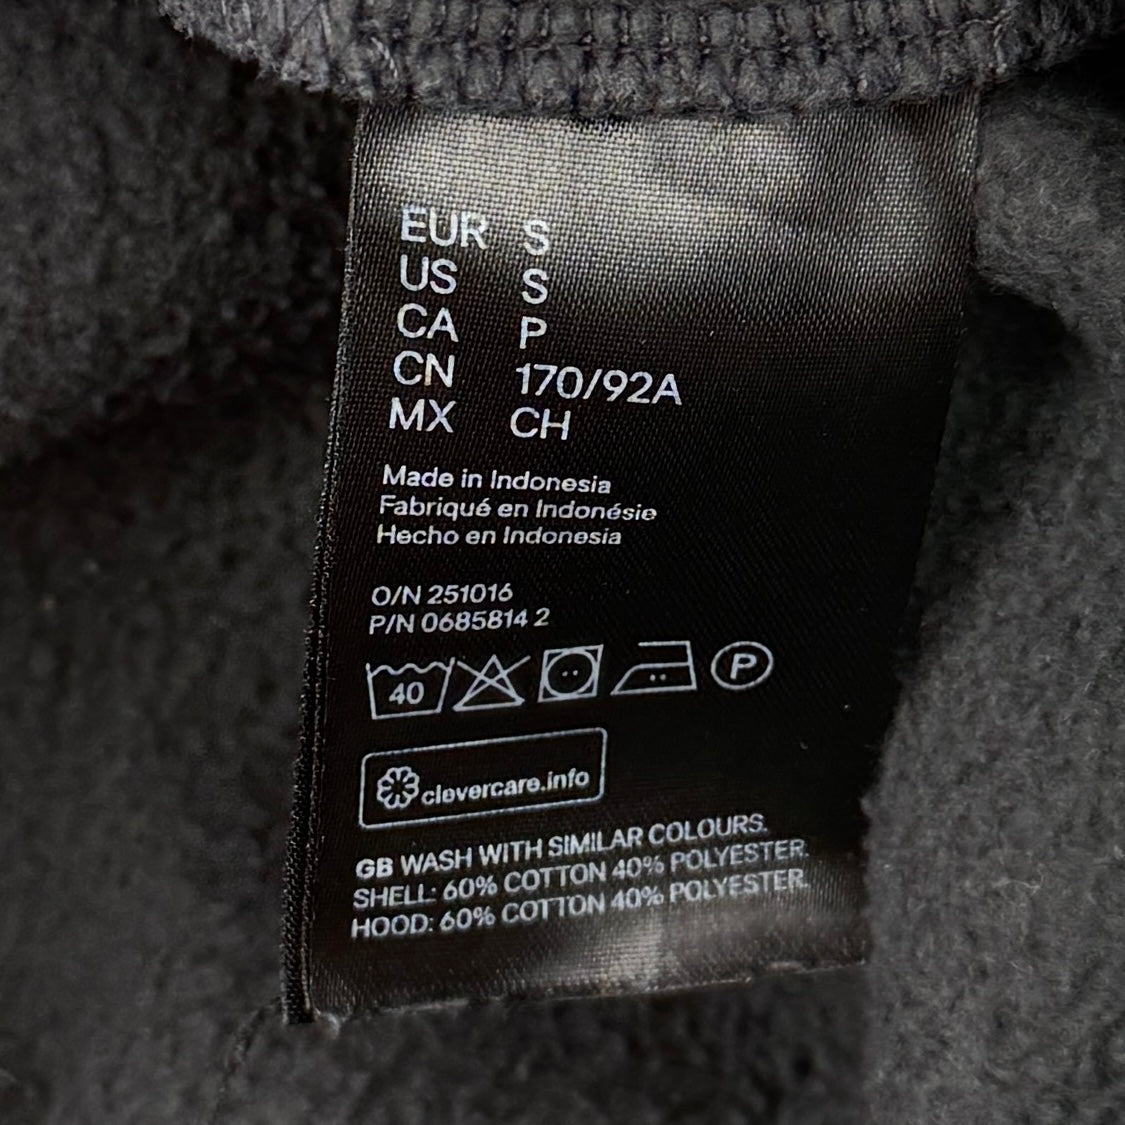 EUR S
US S
CA P
CN 170/92A
MX CH
Made in Indonesia
Fabriqué en Indonésie
Hecho en Indonesia
O/N 251016
P/N 0685814 2
40 P
clevercare.info
GB WASH WITH SIMILAR COLOURS.
SHELL: 60% COTTON 40% POLYESTER.
HOOD: 60% COTTON 40% POLYESTER.